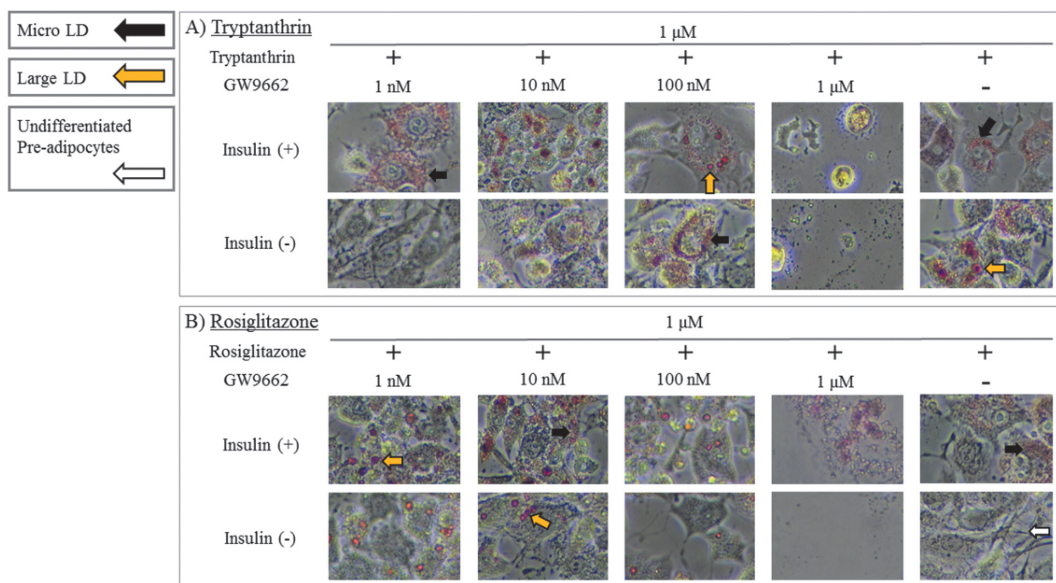 Micro LD
Large LD
Undifferentiated
Pre-adipocytes
A) Tryptanthrin
1 μM
Tryptanthrin + + + + +
GW9662 1 nM 10 nM 100 nM 1 μM -
Insulin (+)
Insulin (-)
B) Rosiglitazone
1 μM
Rosiglitazone + + + + +
GW9662 1 nM 10 nM 100 nM 1 μM -
Insulin (+)
Insulin (-)